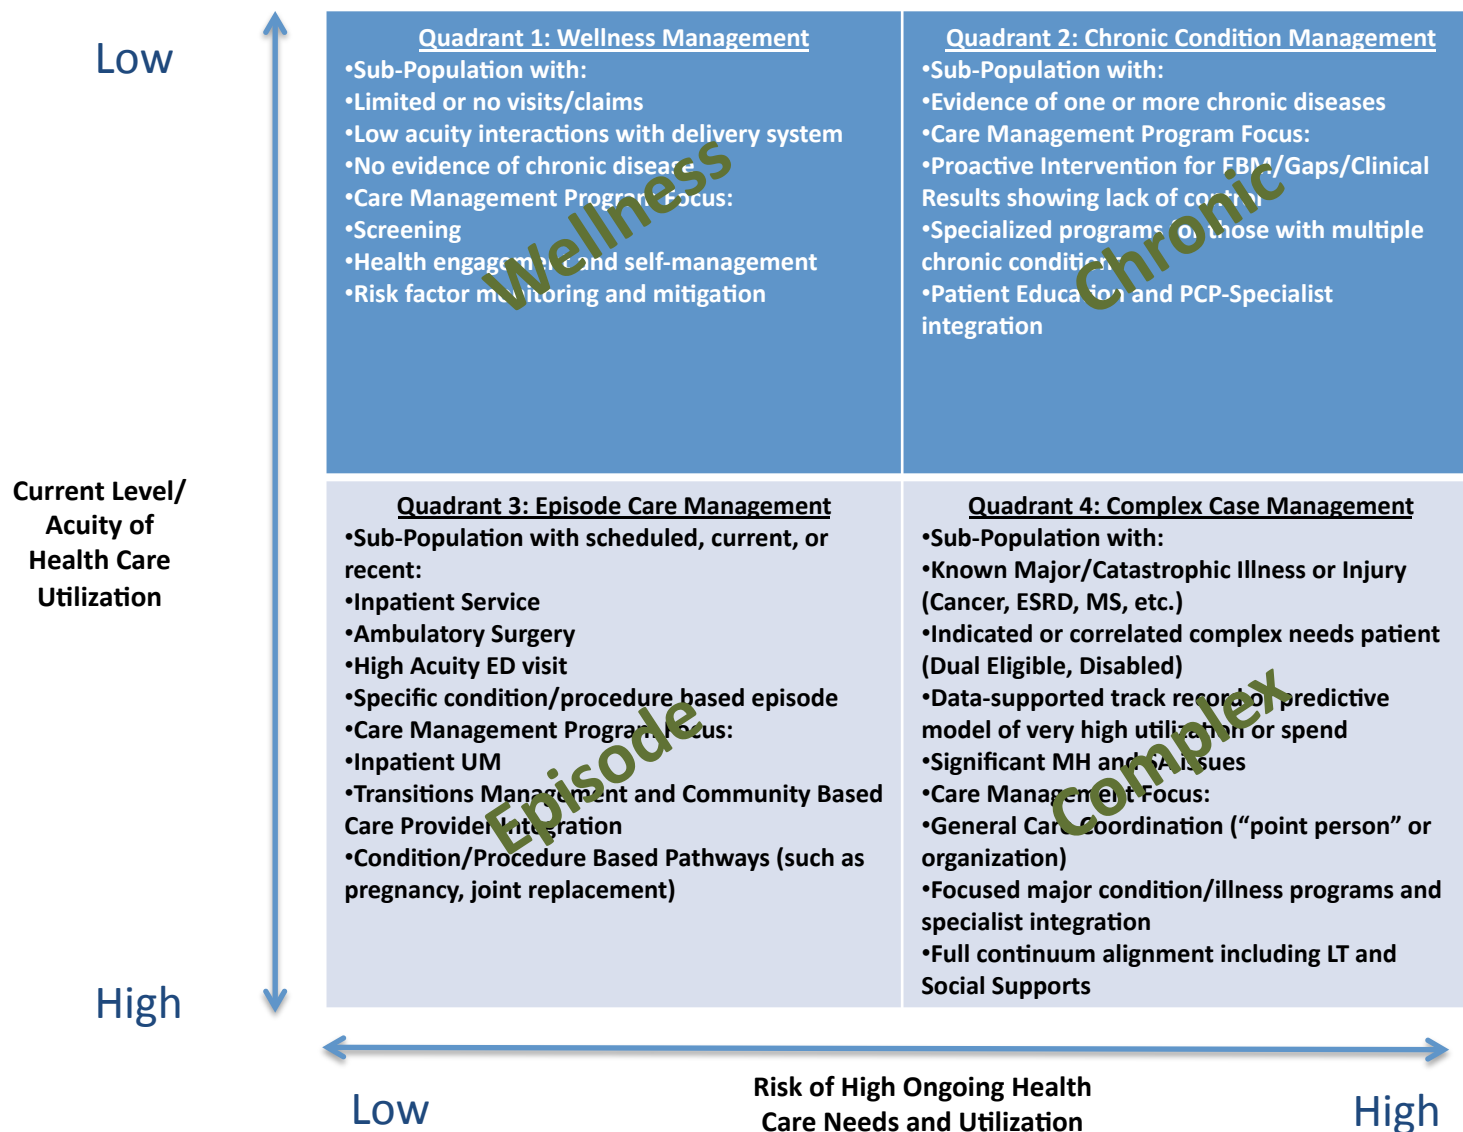 Low
Current Level/
Acuity of
Health Care
Utilization
High
Quadrant 1: Wellness Management
•Sub-Population with:
•Limited or no visits/claims
•Low acuity interactions with delivery system
•No evidence of chronic disease
•Care Management Program Focus:
•Screening
•Health engagement and self-management
•Risk factor monitoring and mitigation
Wellness
Quadrant 2: Chronic Condition Management
•Sub-Population with:
•Evidence of one or more chronic diseases
•Care Management Program Focus:
•Proactive Intervention for EBM/Gaps/Clinical
Results showing lack of control
•Specialized programs for those with multiple
chronic conditions
•Patient Education and PCP-Specialist
integration
Chronic
Quadrant 3: Episode Care Management
•Sub-Population with scheduled, current, or
recent:
•Inpatient Service
•Ambulatory Surgery
•High Acuity ED visit
•Specific condition/procedure based episode
•Care Management Program Focus:
•Inpatient UM
•Transitions Management and Community Based
Care Provider Integration
•Condition/Procedure Based Pathways (such as
pregnancy, joint replacement)
Episode
Quadrant 4: Complex Case Management
•Sub-Population with:
•Known Major/Catastrophic Illness or Injury
(Cancer, ESRD, MS, etc.)
•Indicated or correlated complex needs patient
(Dual Eligible, Disabled)
•Data-supported track record or predictive
model of very high utilization or spend
•Significant MH and SA issues
•Care Management Focus:
•General Care Coordination (“point person” or
organization)
•Focused major condition/illness programs and
specialist integration
•Full continuum alignment including LT and
Social Supports
Complex
Low
Risk of High Ongoing Health
Care Needs and Utilization
High